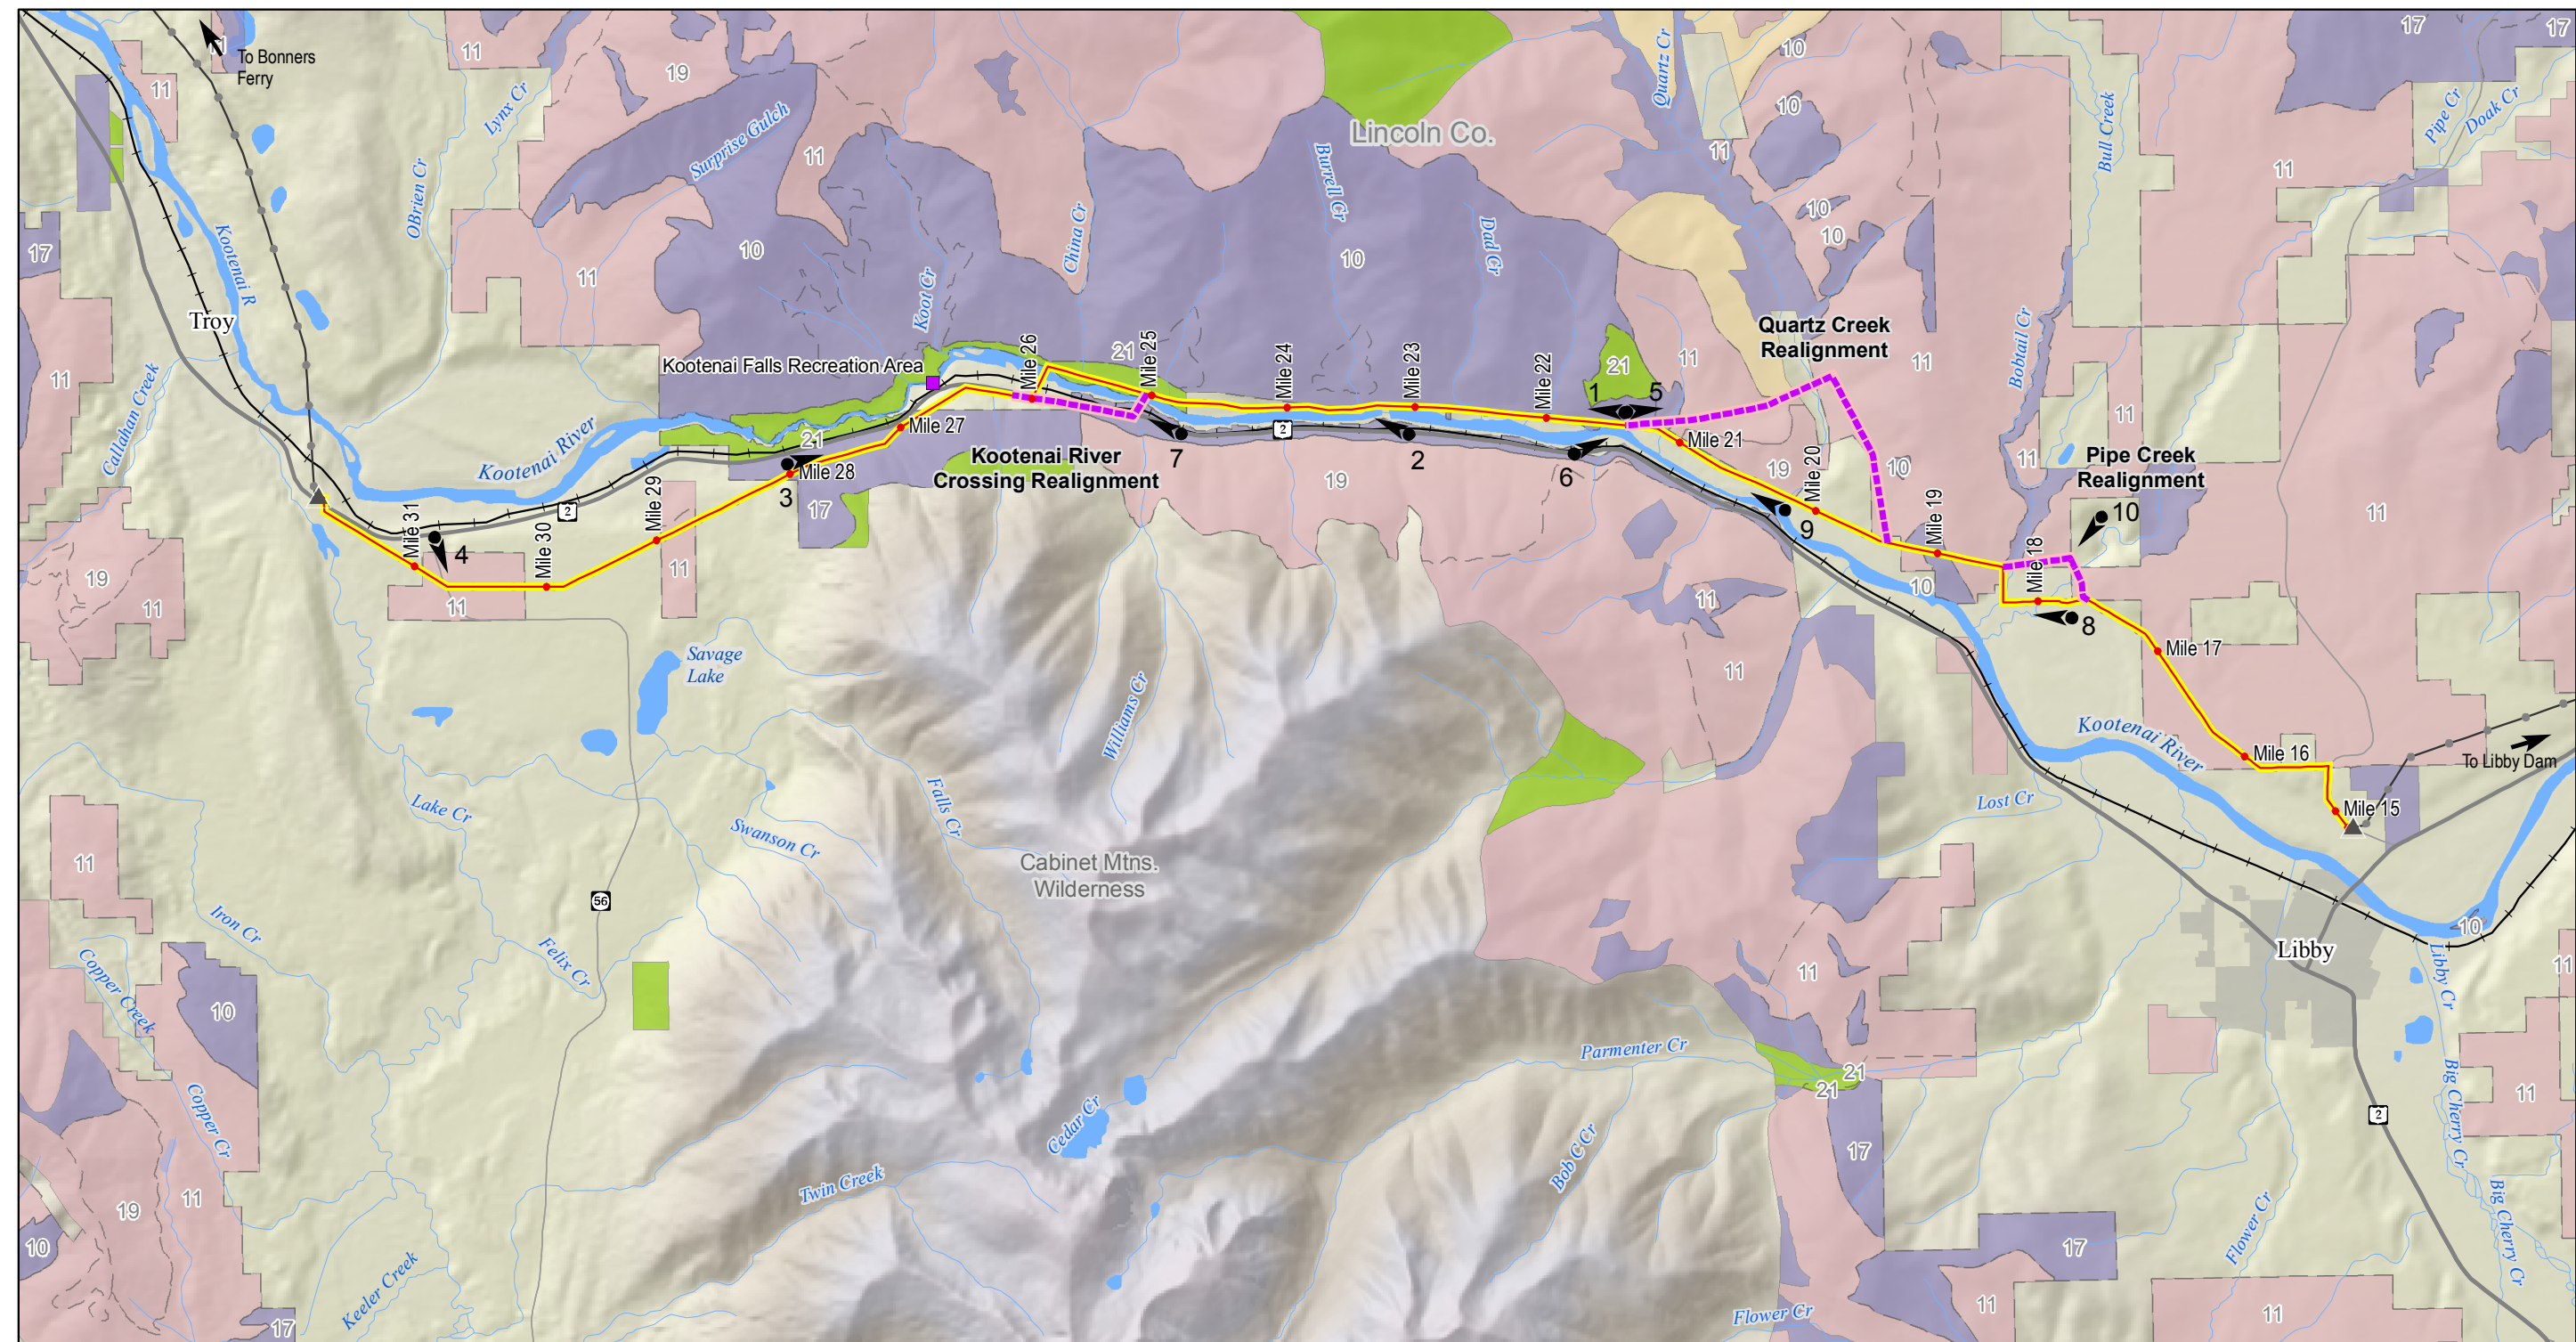 To Bonners
Ferry
11
11
19
11
Lynx Cr
OBrien Cr
Surprise Gulch
11
10
11
Koot Cr
China Cr
Lincoln Co.
Burrell Cr
10
Dad Cr
Quartz Cr
10
10
11
10
10
Bull Creek
17
17
Pipe Cr
Doak Cr
11
17
11
Kootenai R
Troy
Callahan Creek
Kootenai River
Kootenai Falls Recreation Area
21
Mile 26
21
Mile 25
Mile 24
Mile 23
Mile 22
21
1
5
11
Quartz Creek
Realignment
11
Bobtail Cr
11
11
Pipe Creek
Realignment
10
11
Mile 27
Mile 28
3
17
Kootenai River
Crossing Realignment
7
2
19
2
6
Mile 21
19
Mile 20
9
10
Mile 19
10
Mile 18
8
Mile 17
Mile 29
11
2
Mile 30
Mile 31
4
11
19
11
Savage
Lake
Williams Cr
Falls Cr
11
11
Kootenai River
Mile 16
To Libby Dam
Mile 15
Lost Cr
Lake Cr
Swanson Cr
Cabinet Mtns.
Wilderness
11
56
Iron Cr
Felix Cr
Copper Creek
10
Copper Cr
11
19
10
17
Keeler Creek
Twin Creek
Cedar Cr
Bob C Cr
Parmenter Cr
21
21
17
11
Libby
10
Libby Cr
11
2
Big Cherry Cr
11
Big Cherry Cr
Flower Cr
17
11
11
Flower Cr